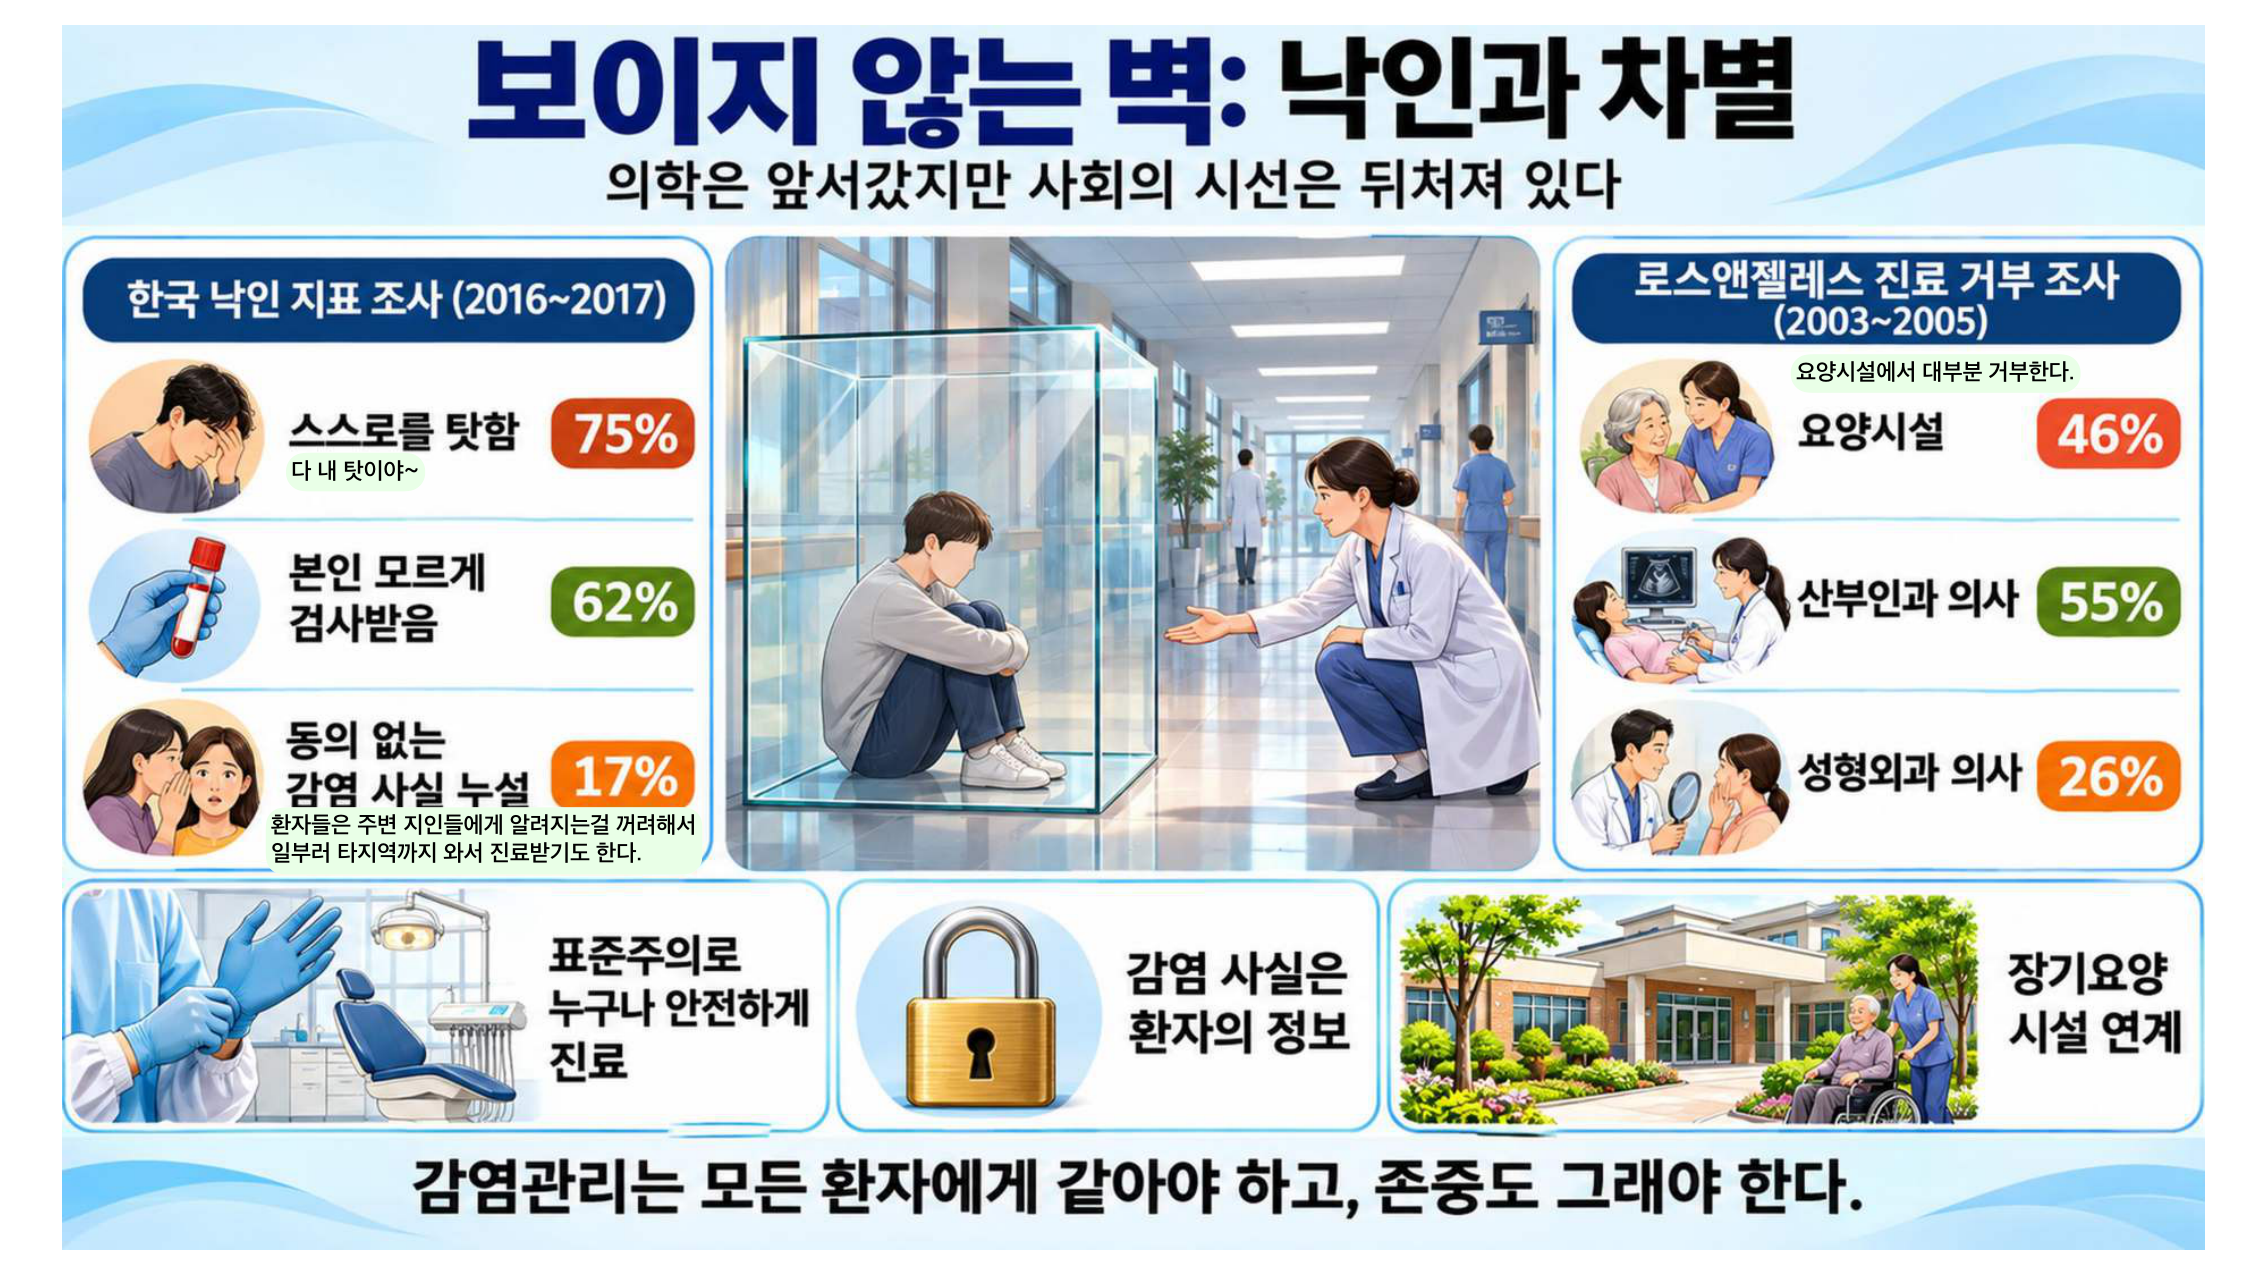 보이지 않는 벽: 낙인과 차별
의학은 앞서갔지만 사회의 시선은 뒤처져 있다
한국 낙인 지표 조사 (2016~2017)
스스로를 탓함
75%
다 내 탓이야~
본인 모르게
검사받음
62%
동의 없는
감염 사실 누설
17%
환자들은 주변 지인들에게 알려지는걸 꺼려해서
일부러 타지역까지 와서 진료받기도 한다.
로스앤젤레스 진료 거부 조사
(2003~2005)
요양시설에서 대부분 거부한다.
요양시설
46%
산부인과 의사
55%
성형외과 의사
26%
표준주의로
누구나 안전하게
진료
감염 사실은
환자의 정보
장기요양
시설 연계
감염관리는 모든 환자에게 같아야 하고, 존중도 그래야 한다.